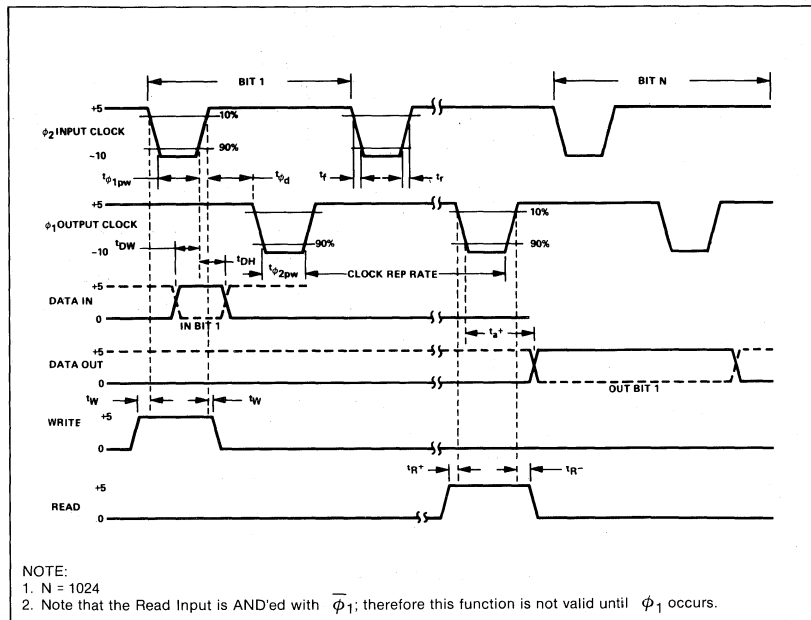 BIT 1
BIT N
+5
10%
ϕ2 INPUT CLOCK
90%
-10
tϕ1pw
tϕd
tf
tr
+5
10%
ϕ1 OUTPUT CLOCK
90%
90%
-10
tDW
tDH
tϕ2pw
CLOCK REP RATE
+5
DATA IN
0
IN BIT 1
ta+
+5
DATA OUT
0
OUT BIT 1
tW
tW
+5
WRITE
0
tR+
tR-
+5
READ
0
NOTE:
1. N = 1024
2. Note that the Read Input is AND'ed with ϕ̅1; therefore this function is not valid until ϕ1 occurs.